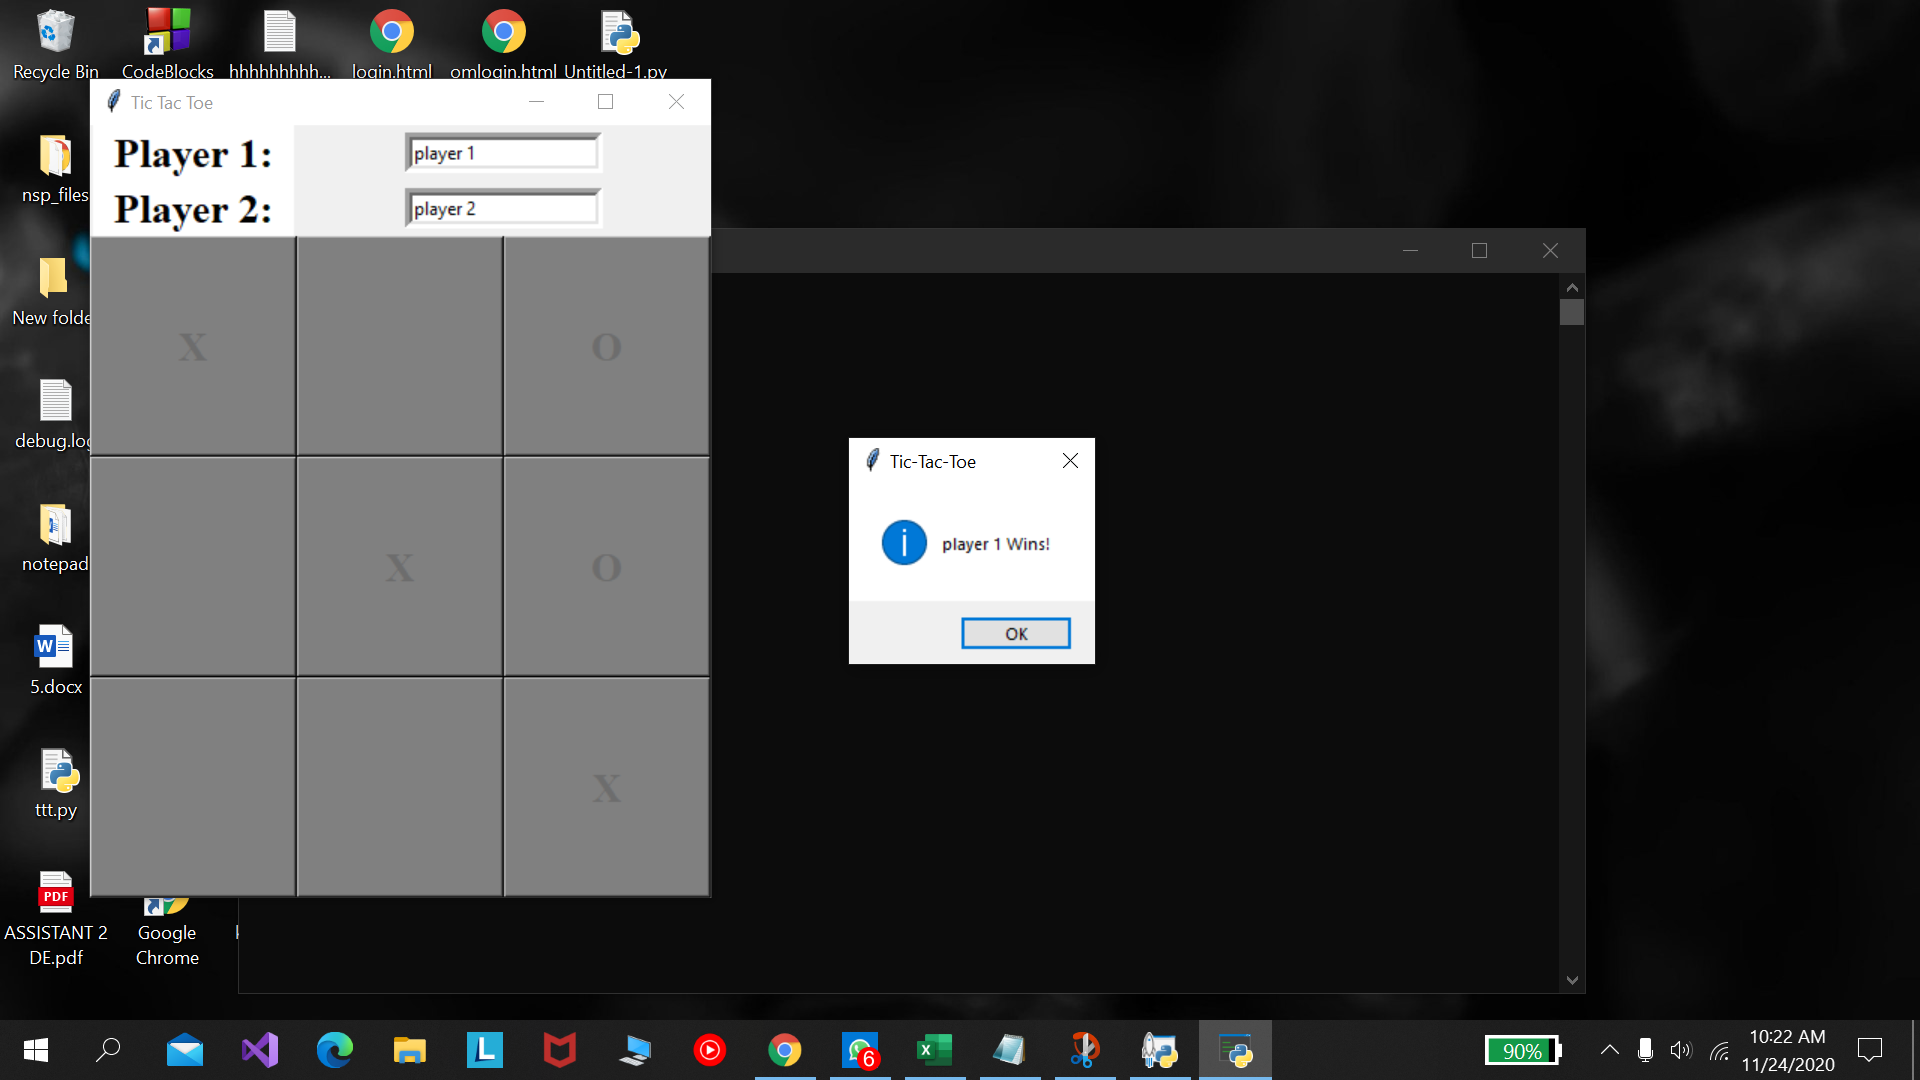 Recycle Bin
CodeBlocks
hhhhhhhhh...
login.html
omlogin.html
Untitled-1.py
Tic Tac Toe
Player 1:
player 1
Player 2:
player 2
nsp_files
New folde
debug.log
notepad
W
5.docx
ttt.py
PDF
ASSISTANT 2
DE.pdf
Google
Chrome
X
O
X
O
X
Tic-Tac-Toe
i
player 1 Wins!
OK
L
6
X
90%
10:22 AM
11/24/2020